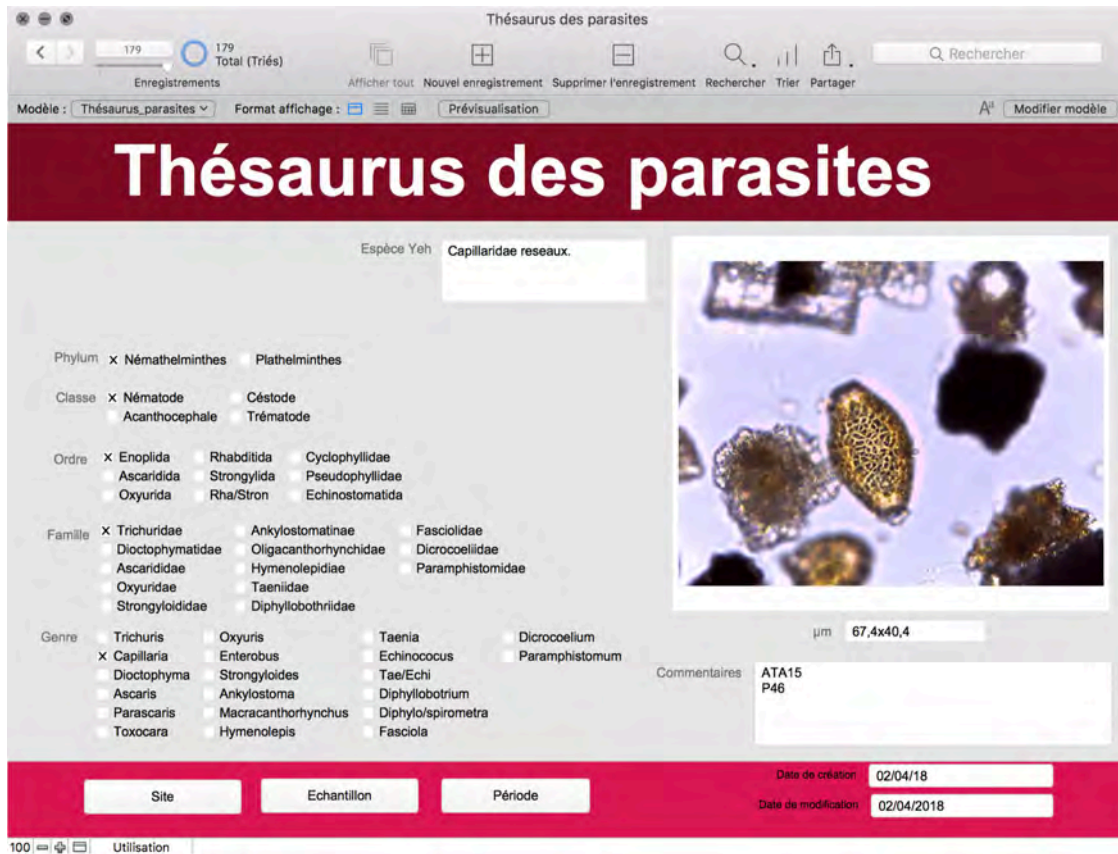 Thésaurus des parasites
179
179
Total (Triés)
Enregistrements
Afficher tout Nouvel enregistrement Supprimer l'enregistrement Rechercher Trier Partager
Rechercher
Modèle : Thésaurus_parasites Format affichage : Prévisualisation Aa Modifier modèle
Thésaurus des parasites
Espèce Yeh Capillaridae reseaux.
Phylum x Némathelminthes Plathelminthes
Classe x Nématode Céstode
Acanthocephale Trématode
Ordre x Enoplida Rhabditida Cyclophyllidae
Ascaridida Strongylida Pseudophyllidae
Oxyurida Rha/Stron Echinostomatida
Famille x Trichuridae Ankylostomatinae Fasciolidae
Dioctophymatidae Oligacanthorhynchidae Dicrocoeliidae
Ascarididae Hymenolepidiae Paramphistomidae
Oxyuridae Taeniidae
Strongyloididae Diphyllobothriidae
Genre Trichuris Oxyuris Taenia Dicrocoelium
x Capillaria Enterobus Echinococus Paramphistomum
Dioctophyma Strongyloides Tae/Echi
Ascaris Ankylostoma Diphyllobotrium
Parascaris Macracanthorhynchus Diphylo/spirometra
Toxocara Hymenolepis Fasciola
µm 67,4x40,4
Commentaires ATA15
P46
Site Echantillon Période
Date de création 02/04/18
Date de modification 02/04/2018
100 Utilisation